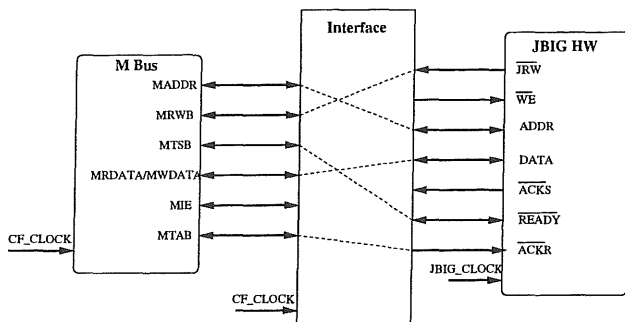 Interface
M Bus
MADDR
MRWB
MTSB
MRDATA/MWDATA
MIE
MTAB
CF_CLOCK
CF_CLOCK
JBIG HW
JRW
WE
ADDR
DATA
ACKS
READY
ACKR
JBIG_CLOCK